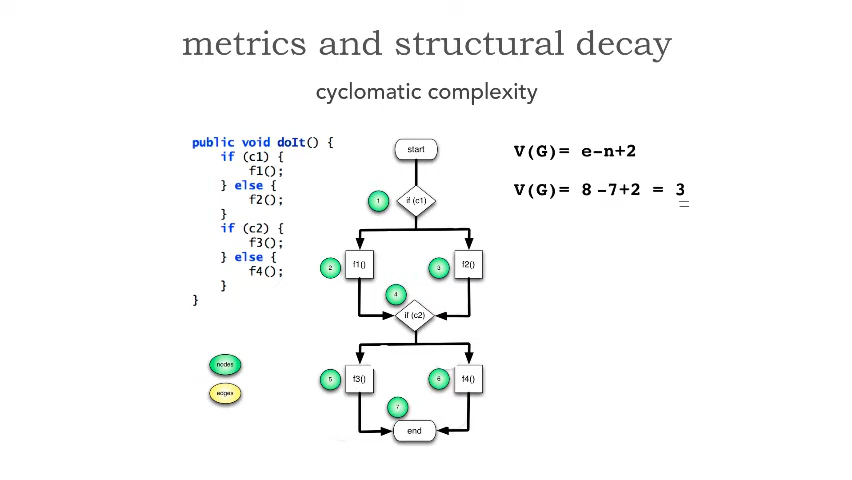 metrics and structural decay
cyclomatic complexity
public void doIt() {
if (c1) {
f1();
} else {
f2();
}
if (c2) {
f3();
} else {
f4();
}
}
nodes
edges
start
1
if (c1)
2
f1()
3
f2()
4
if (c2)
5
f3()
6
f4()
7
end
V(G)= e-n+2
V(G)= 8 -7+2 = 3